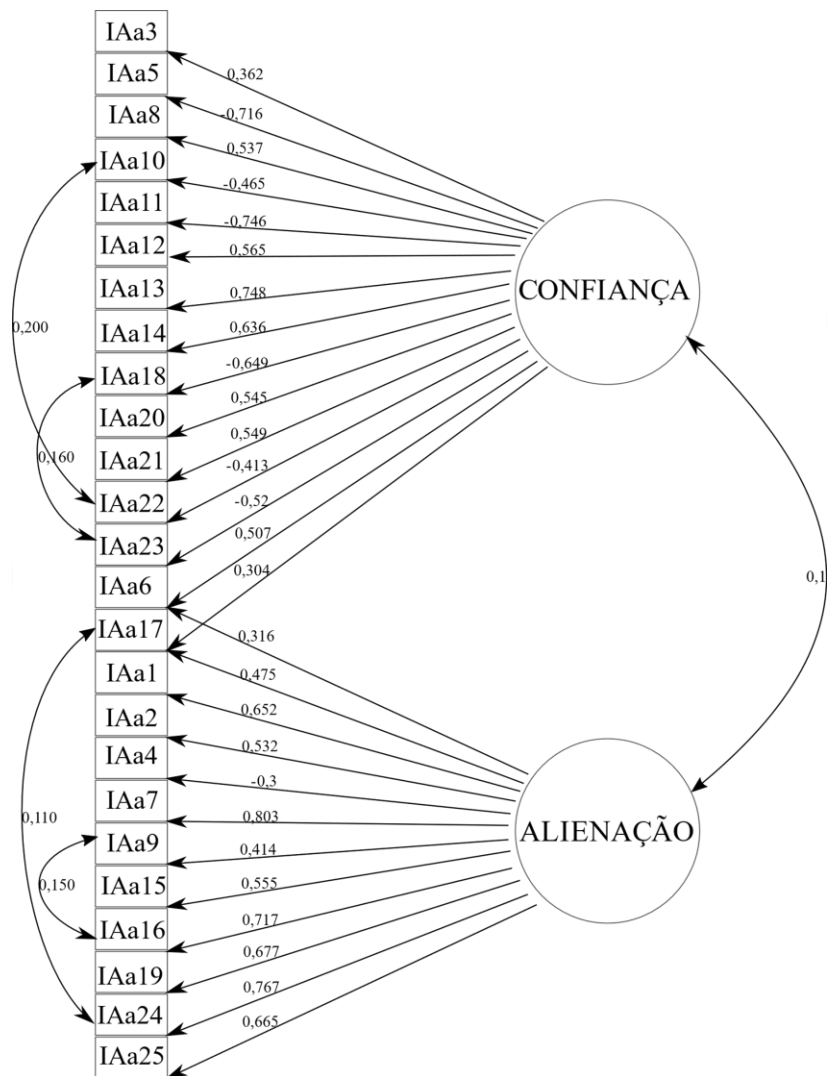 IAa3
0,362
IAa5
-0,716
IAa8
0,537
IAa10
-0,465
IAa11
-0,746
IAa12
0,565
CONFIANÇA
IAa13
0,748
IAa14
0,636
0,200
IAa18
-0,649
IAa20
0,545
IAa21
0,549
0,160
-0,413
IAa22
-0,52
IAa23
0,507
IAa6
0,304
0,1
IAa17
0,316
IAa1
0,475
IAa2
0,652
IAa4
0,532
IAa7
-0,3
0,110
0,803
IAa9
0,414
ALIENAÇÃO
IAa15
0,150
0,555
IAa16
0,717
IAa19
0,677
IAa24
0,767
IAa25
0,665